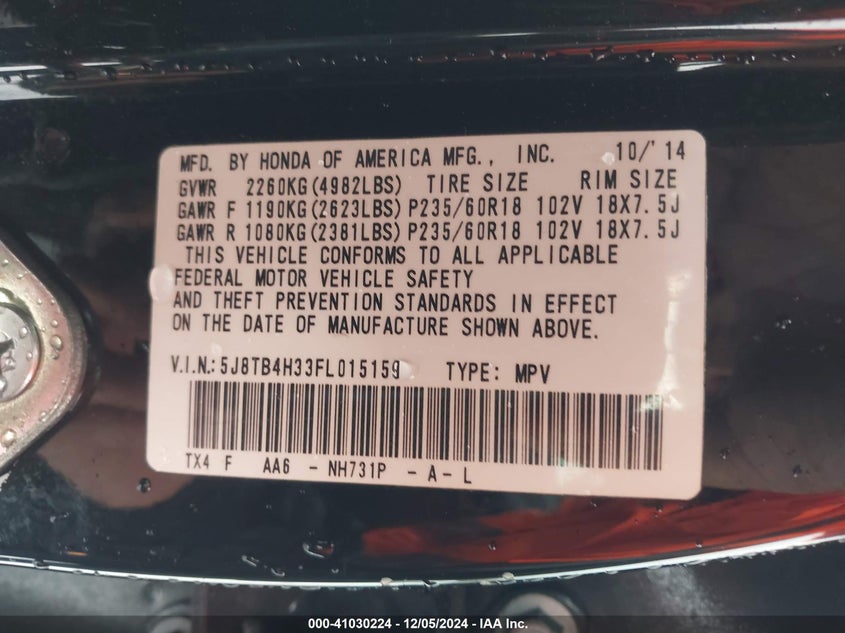 MFD. BY HONDA OF AMERICA MFG., INC. 10/'14
GVWR 2260KG(4982LBS) TIRE SIZE RIM SIZE
GAWR F 1190KG(2623LBS) P235/60R18 102V 18X7.5J
GAWR R 1080KG(2381LBS) P235/60R18 102V 18X7.5J
THIS VEHICLE CONFORMS TO ALL APPLICABLE
FEDERAL MOTOR VEHICLE SAFETY
AND THEFT PREVENTION STANDARDS IN EFFECT
ON THE DATE OF MANUFACTURE SHOWN ABOVE.
V.I.N.:5J8TB4H33FL015159 TYPE: MPV
TX4 F AA6 - NH731P - A - L
000-41030224 - 12/05/2024 - IAA Inc.